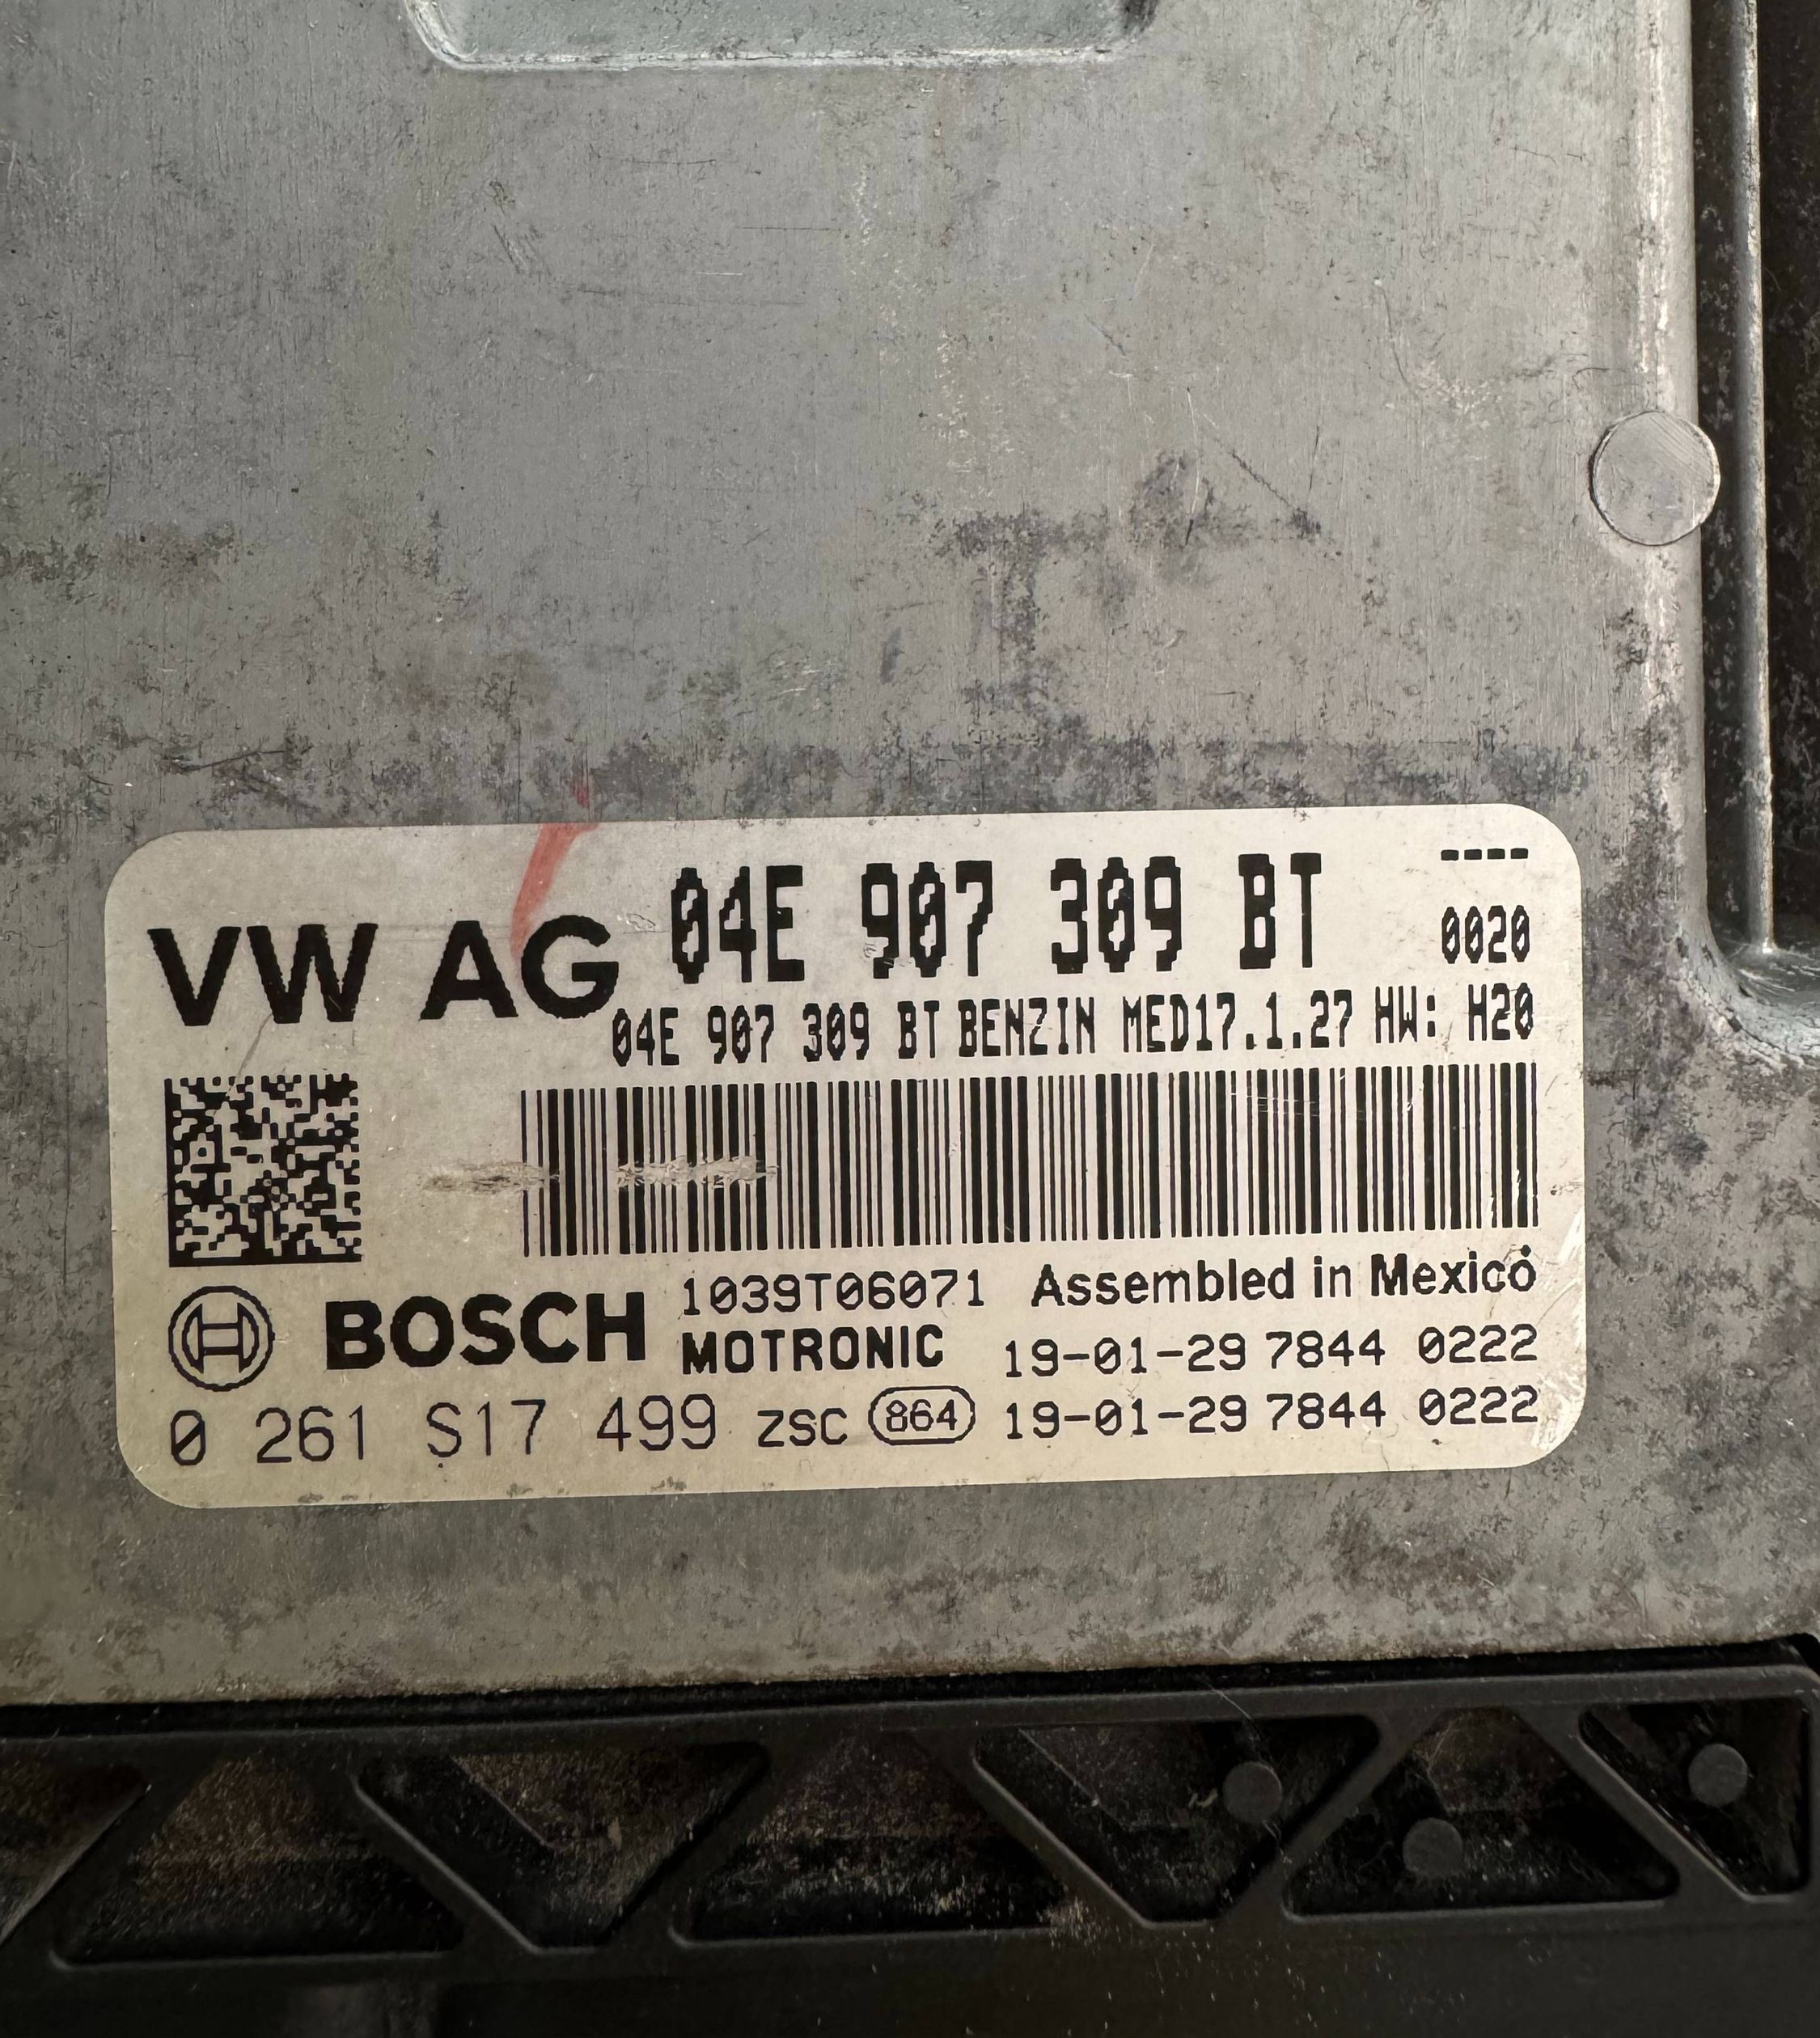 VW AG 04E 907 309 BT ----
0020
04E 907 309 BT BENZIN MED17.1.27 HW: H20
BOSCH 1039T06071 Assembled in Mexico
MOTRONIC 19-01-29 7844 0222
0 261 S17 499 ZSC 864 19-01-29 7844 0222